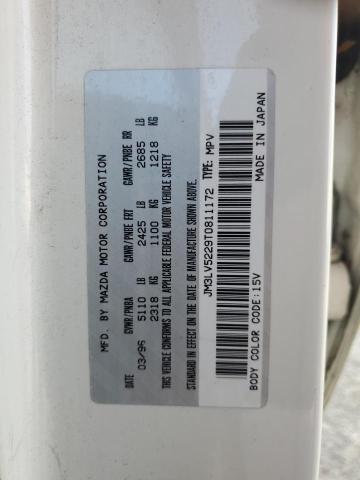 MFD. BY MAZDA MOTOR CORPORATION
DATE GVWR/PNBA GAWR/PNBE FRT GAWR/PNBE RR
03/96 5110 LB 2425 LB 2685 LB
2318 KG 1100 KG 1218 KG
THIS VEHICLE CONFORMS TO ALL APPLICABLE FEDERAL MOTOR VEHICLE SAFETY
STANDARDS IN EFFECT ON THE DATE OF MANUFACTURE SHOWN ABOVE.
JM3LV5229T0811172 TYPE: MPV
BODY COLOR CODE:15V MADE IN JAPAN